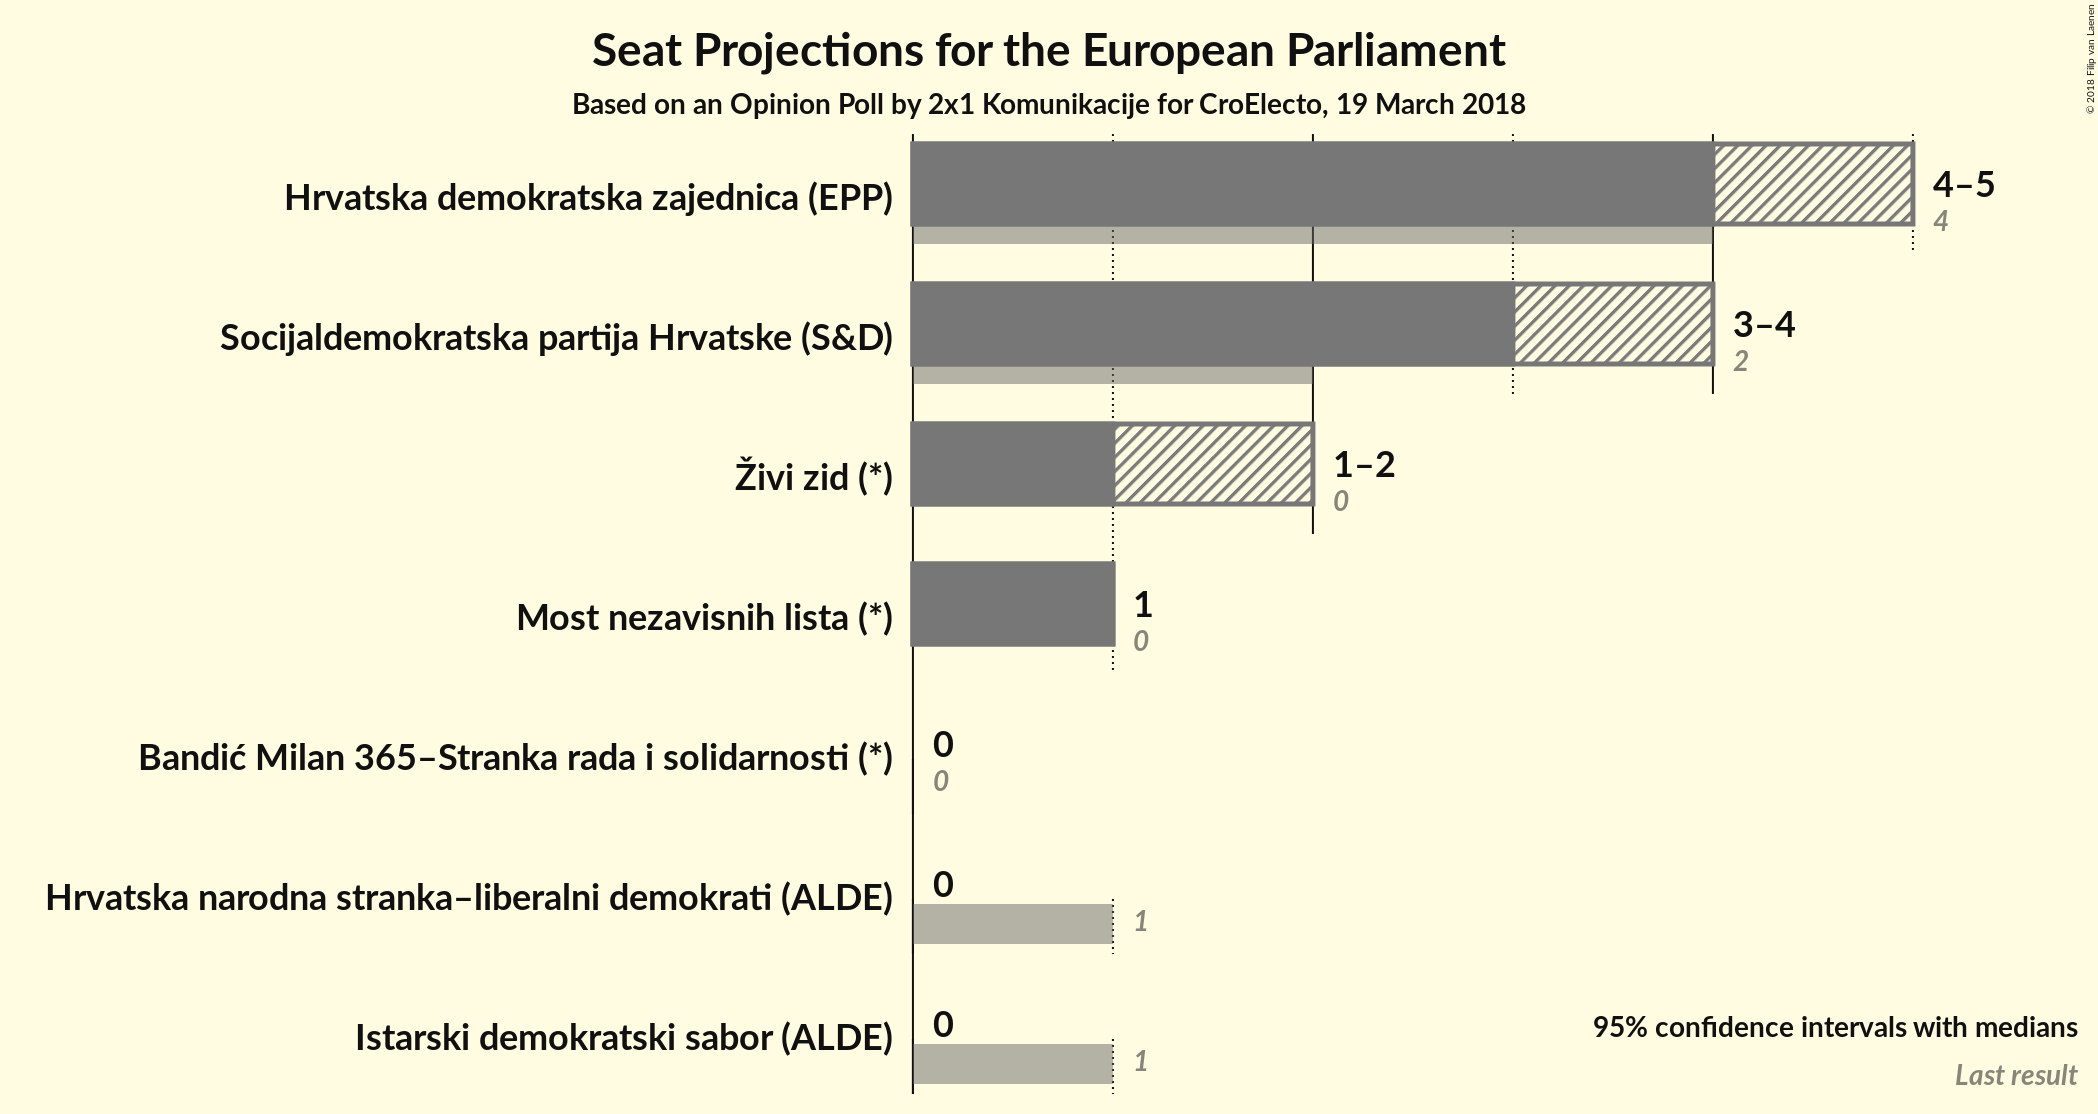 Seat Projections for the European Parliament
Based on an Opinion Poll by 2x1 Komunikacije for CroElecto, 19 March 2018
© 2018 Filip van Laenen
Hrvatska demokratska zajednica (EPP)
4–5
4
Socijaldemokratska partija Hrvatske (S&D)
3–4
2
Živi zid (*)
1–2
0
Most nezavisnih lista (*)
1
0
Bandić Milan 365–Stranka rada i solidarnosti (*)
0
0
Hrvatska narodna stranka–liberalni demokrati (ALDE)
0
1
Istarski demokratski sabor (ALDE)
0
1
95% confidence intervals with medians
Last result